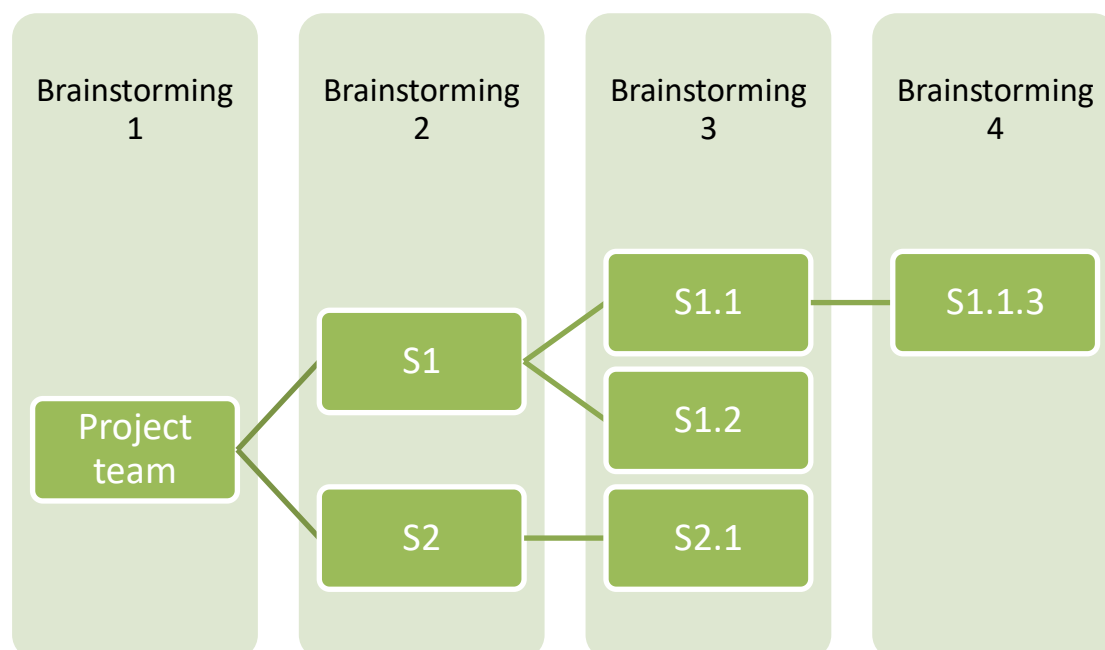 Brainstorming
1
Brainstorming
2
Brainstorming
3
Brainstorming
4
Project
team
S1
S2
S1.1
S1.2
S2.1
S1.1.3